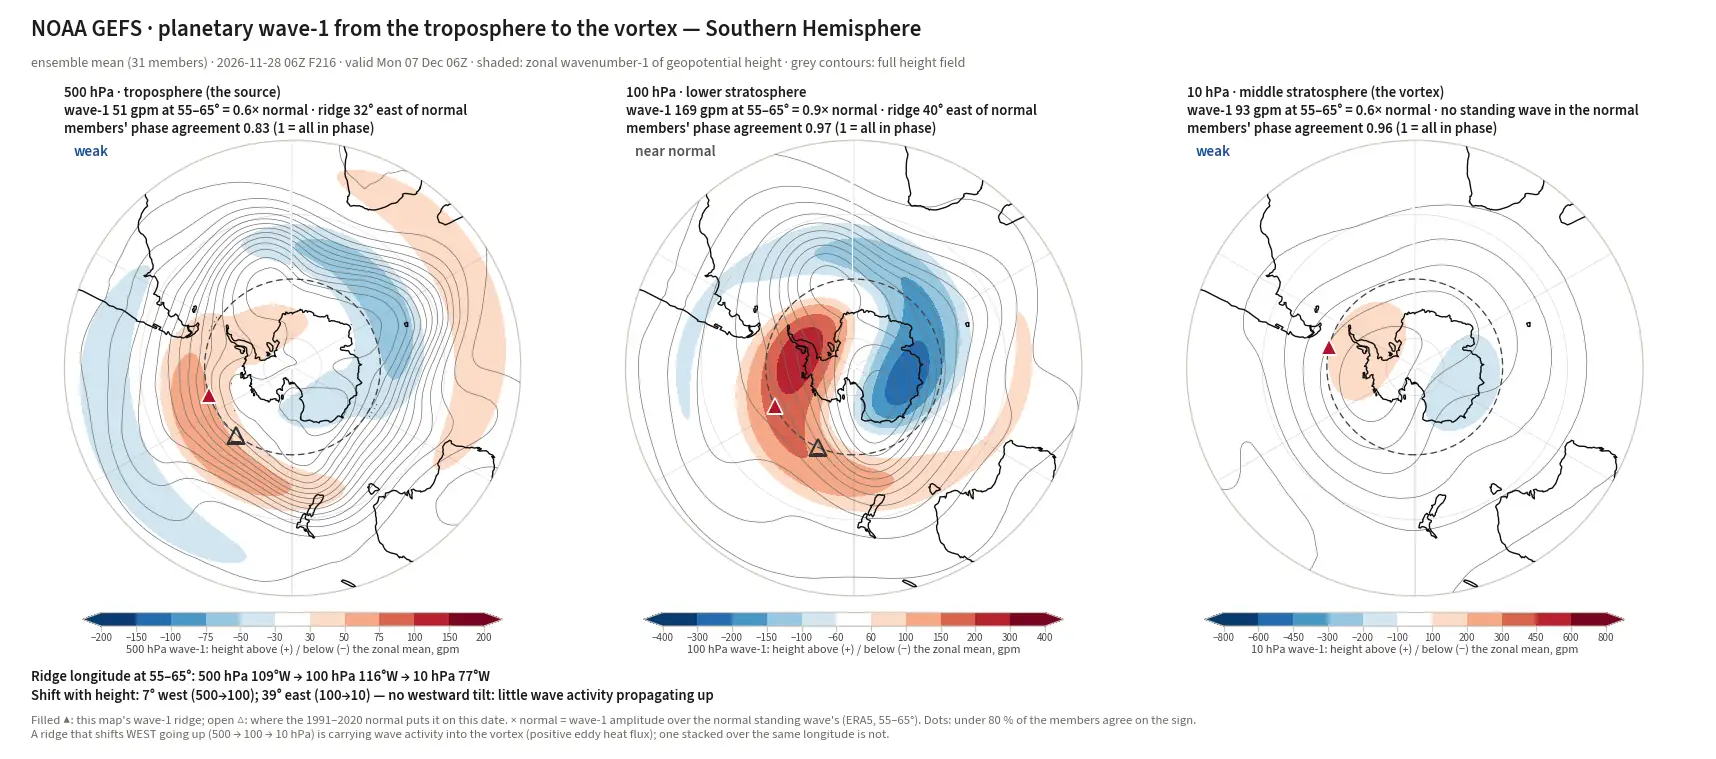 NOAA GEFS · planetary wave-1 from the troposphere to the vortex — Southern Hemisphere
ensemble mean (31 members) · 2026-11-28 06Z F216 · valid Mon 07 Dec 06Z · shaded: zonal wavenumber-1 of geopotential height · grey contours: full height field
500 hPa · troposphere (the source)
wave-1 51 gpm at 55–65° = 0.6× normal · ridge 32° east of normal
members' phase agreement 0.83 (1 = all in phase)
weak
100 hPa · lower stratosphere
wave-1 169 gpm at 55–65° = 0.9× normal · ridge 40° east of normal
members' phase agreement 0.97 (1 = all in phase)
near normal
10 hPa · middle stratosphere (the vortex)
wave-1 93 gpm at 55–65° = 0.6× normal · no standing wave in the normal
members' phase agreement 0.96 (1 = all in phase)
weak
−200 −150 −100 −75 −50 −30 30 50 75 100 150 200
500 hPa wave-1: height above (+) / below (−) the zonal mean, gpm
−400 −300 −200 −150 −100 −60 60 100 150 200 300 400
100 hPa wave-1: height above (+) / below (−) the zonal mean, gpm
−800 −600 −450 −300 −200 −100 100 200 300 450 600 800
10 hPa wave-1: height above (+) / below (−) the zonal mean, gpm
Ridge longitude at 55–65°: 500 hPa 109°W → 100 hPa 116°W → 10 hPa 77°W
Shift with height: 7° west (500→100); 39° east (100→10) — no westward tilt: little wave activity propagating up
Filled ▲: this map's wave-1 ridge; open △: where the 1991–2020 normal puts it on this date. × normal = wave-1 amplitude over the normal standing wave's (ERA5, 55–65°). Dots: under 80 % of the members agree on the sign.
A ridge that shifts WEST going up (500 → 100 → 10 hPa) is carrying wave activity into the vortex (positive eddy heat flux); one stacked over the same longitude is not.